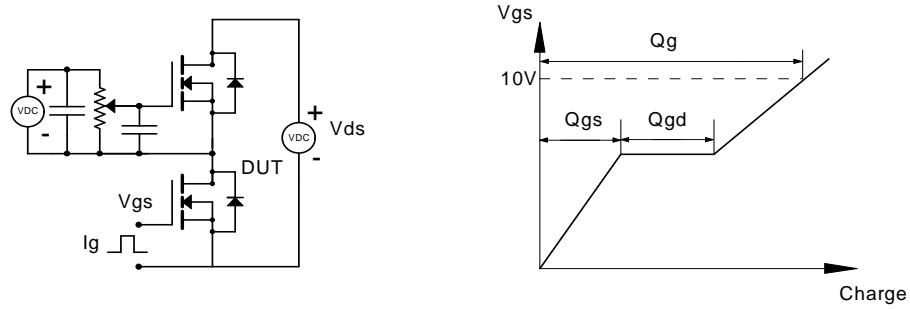 +
VDC
-
+
VDC
-
Vds
DUT
Vgs
Ig
Vgs
Qg
10V
Qgs
Qgd
Charge